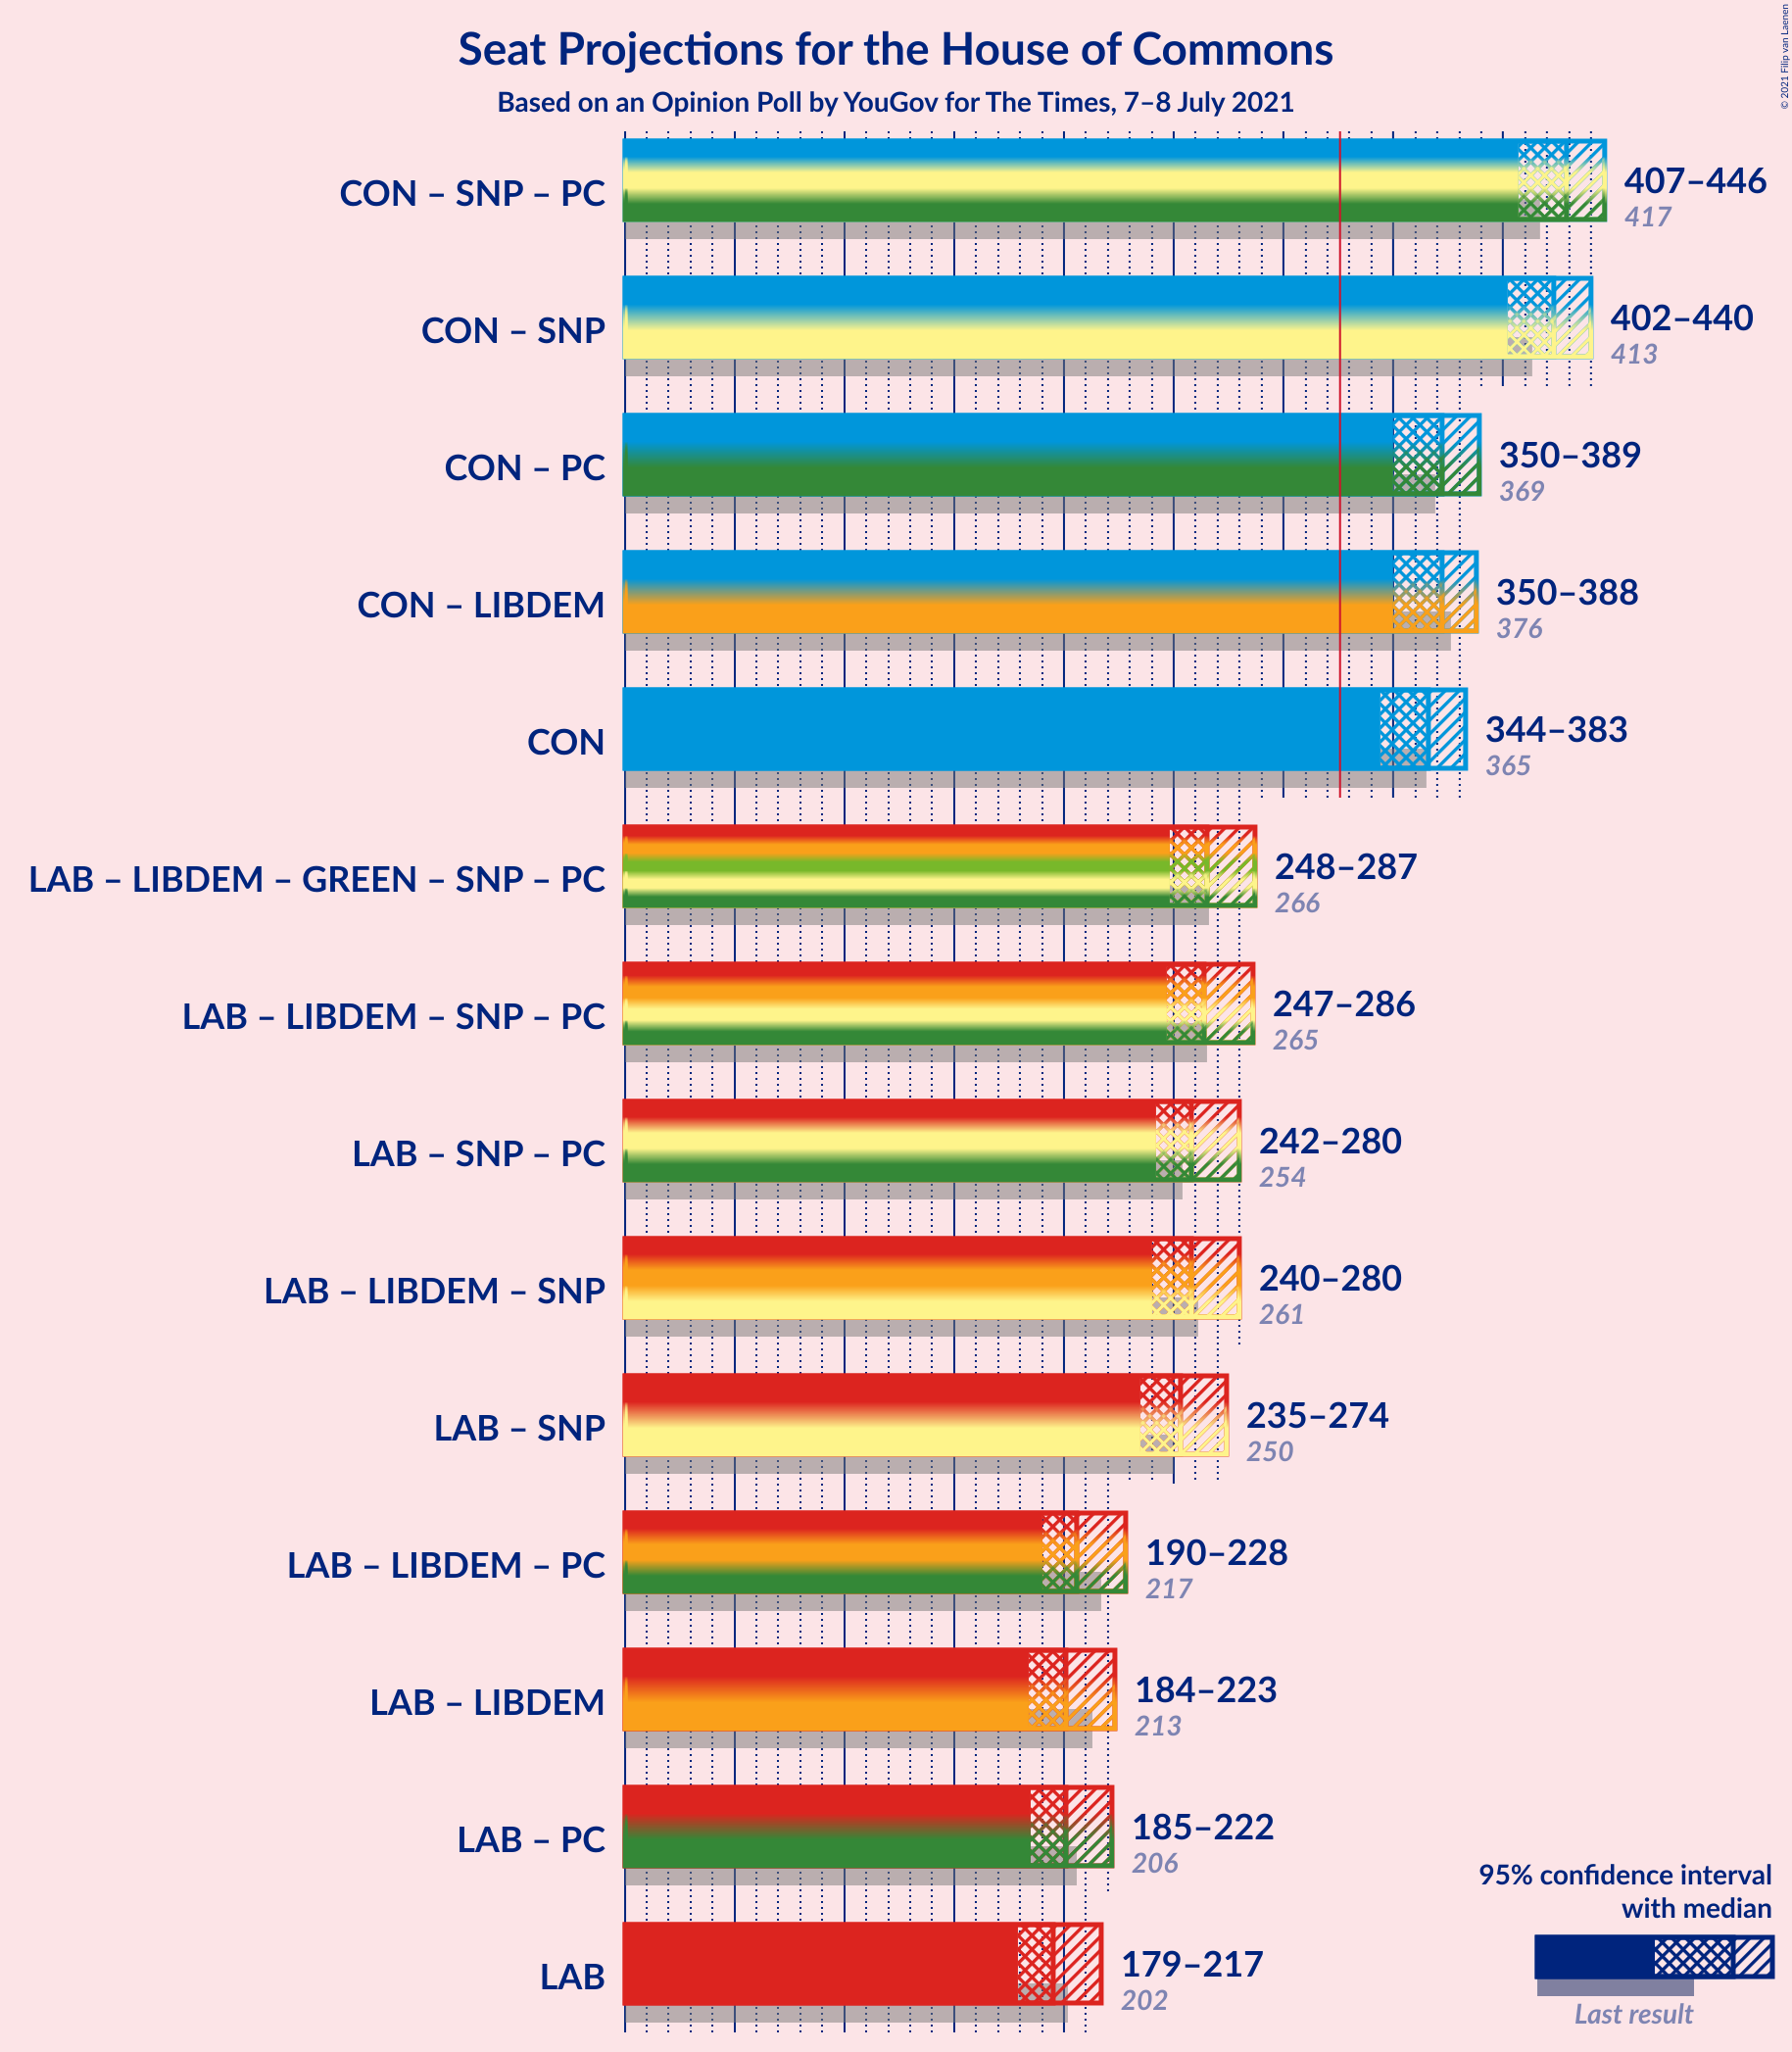 Seat Projections for the House of Commons
Based on an Opinion Poll by YouGov for The Times, 7–8 July 2021
© 2021 Filip van Laenen
CON – SNP – PC
407–446
417
CON – SNP
402–440
413
CON – PC
350–389
369
CON – LIBDEM
350–388
376
CON
344–383
365
LAB – LIBDEM – GREEN – SNP – PC
248–287
266
LAB – LIBDEM – SNP – PC
247–286
265
LAB – SNP – PC
242–280
254
LAB – LIBDEM – SNP
240–280
261
LAB – SNP
235–274
250
LAB – LIBDEM – PC
190–228
217
LAB – LIBDEM
184–223
213
LAB – PC
185–222
206
LAB
179–217
202
95% confidence interval
with median
Last result